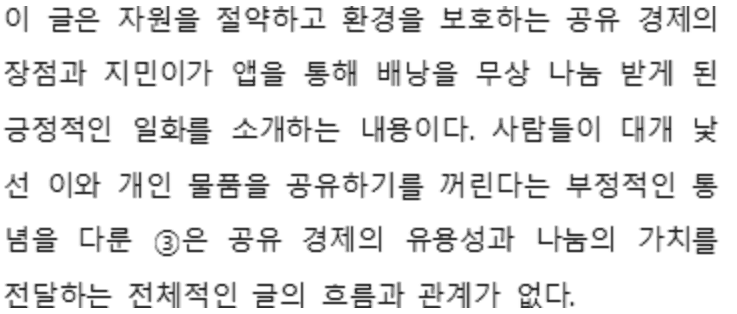 이 글은 자원을 절약하고 환경을 보호하는 공유 경제의
장점과 지민이가 앱을 통해 배낭을 무상 나눔 받게 된
긍정적인 일화를 소개하는 내용이다. 사람들이 대개 낯
선 이와 개인 물품을 공유하기를 꺼린다는 부정적인 통
념을 다룬 ③은 공유 경제의 유용성과 나눔의 가치를
전달하는 전체적인 글의 흐름과 관계가 없다.